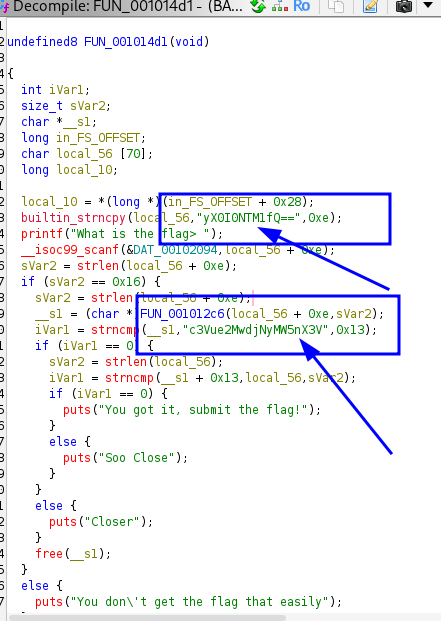 Decompile: FUN_001014d1 - (BA...
Ro
undefined8 FUN_001014d1(void)
{
int iVar1;
size_t sVar2;
char *__s1;
long in_FS_OFFSET;
char local_56 [70];
long local_10;
local_10 = *(long *)(in_FS_OFFSET + 0x28);
builtin_strncpy(local_56,"yX0I0NTM1fQ==",0xe);
printf("What is the flag> ");
__isoc99_scanf(&DAT_00102094,local_56 + 0xe);
sVar2 = strlen(local_56 + 0xe);
if (sVar2 == 0x16) {
sVar2 = strlen(local_56 + 0xe);
__s1 = (char *)FUN_001012c6(local_56 + 0xe,sVar2);
iVar1 = strncmp(__s1,"c3Vue2MwdjNyMW5nX3V",0x13);
if (iVar1 == 0) {
sVar2 = strlen(local_56);
iVar1 = strncmp(__s1 + 0x13,local_56,sVar2);
if (iVar1 == 0) {
puts("You got it, submit the flag!");
}
else {
puts("Soo Close");
}
}
else {
puts("Closer");
}
free(__s1);
}
else {
puts("You don\'t get the flag that easily");